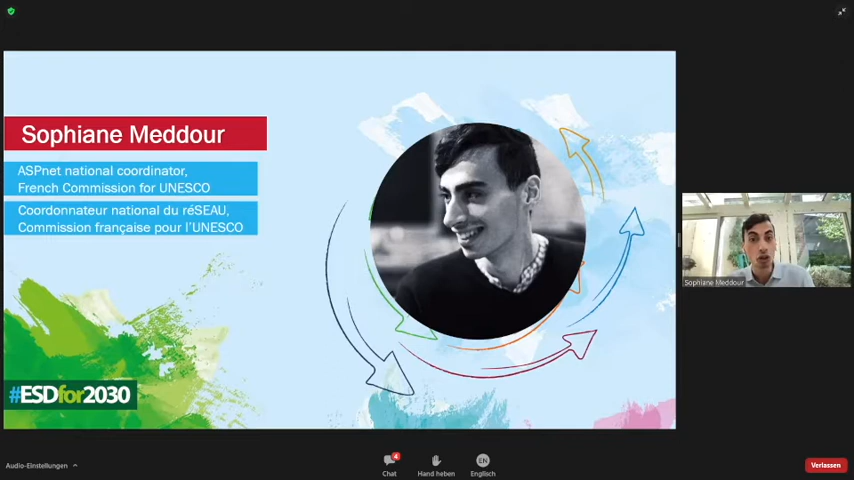 Sophiane Meddour
ASPnet national coordinator,
French Commission for UNESCO
Coordonnateur national du réSEAU,
Commission française pour l'UNESCO
#ESDfor2030
Sophiane Meddour
Audio-Einstellungen
4
Chat
Hand heben
EN
Englisch
Verlassen